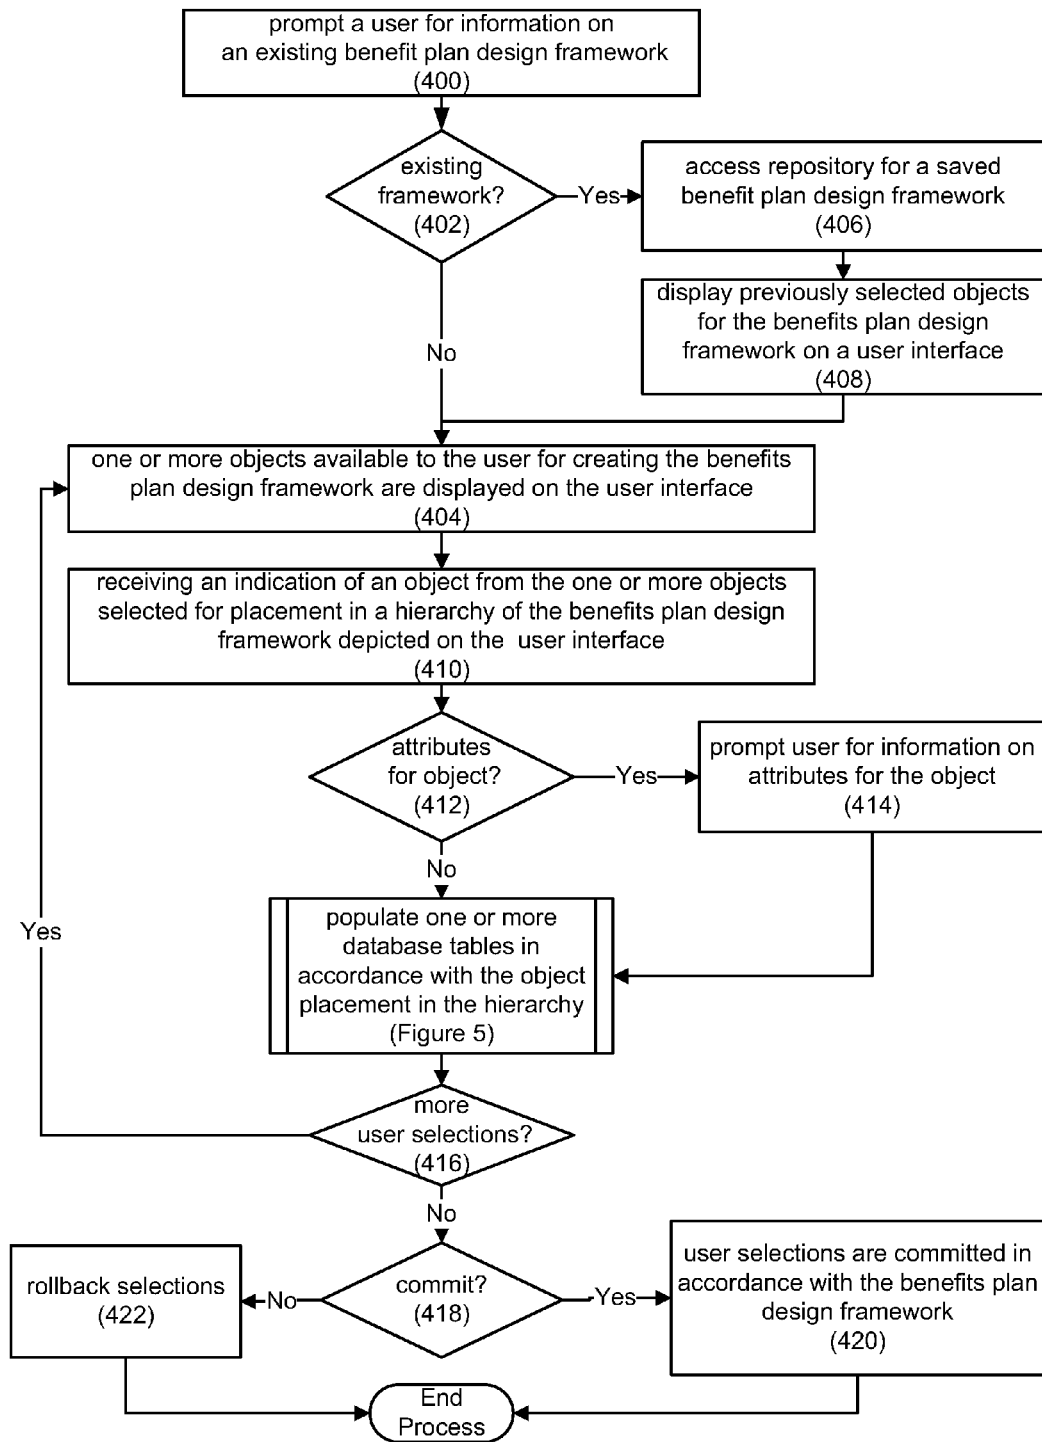 prompt a user for information on
an existing benefit plan design framework
(400)
existing
framework?
(402)
Yes
access repository for a saved
benefit plan design framework
(406)
display previously selected objects
for the benefits plan design
framework on a user interface
(408)
No
one or more objects available to the user for creating the benefits
plan design framework are displayed on the user interface
(404)
receiving an indication of an object from the one or more objects
selected for placement in a hierarchy of the benefits plan design
framework depicted on the user interface
(410)
attributes
for object?
(412)
Yes
prompt user for information on
attributes for the object
(414)
No
populate one or more
database tables in
accordance with the object
placement in the hierarchy
(Figure 5)
Yes
more
user selections?
(416)
No
commit?
(418)
No
rollback selections
(422)
Yes
user selections are committed in
accordance with the benefits plan
design framework
(420)
End
Process